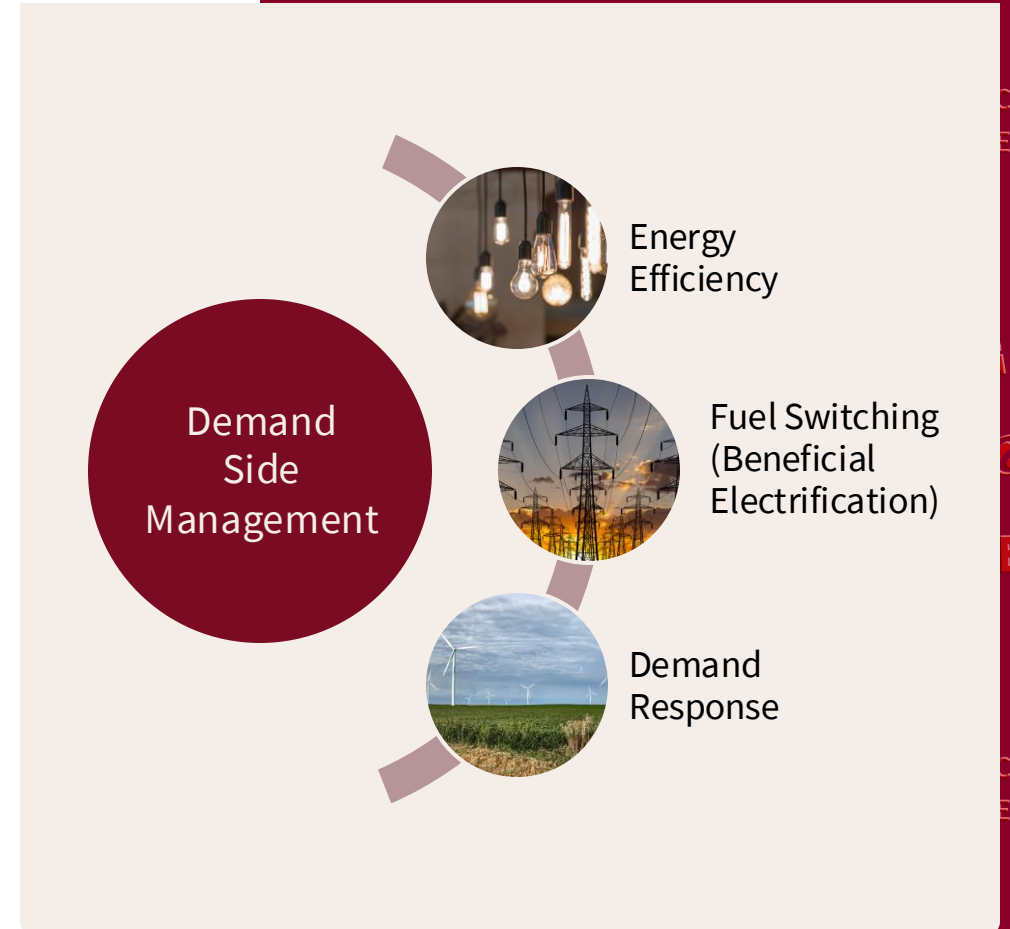 Demand
Side
Management
Energy
Efficiency
Fuel Switching
(Beneficial
Electrification)
Demand
Response